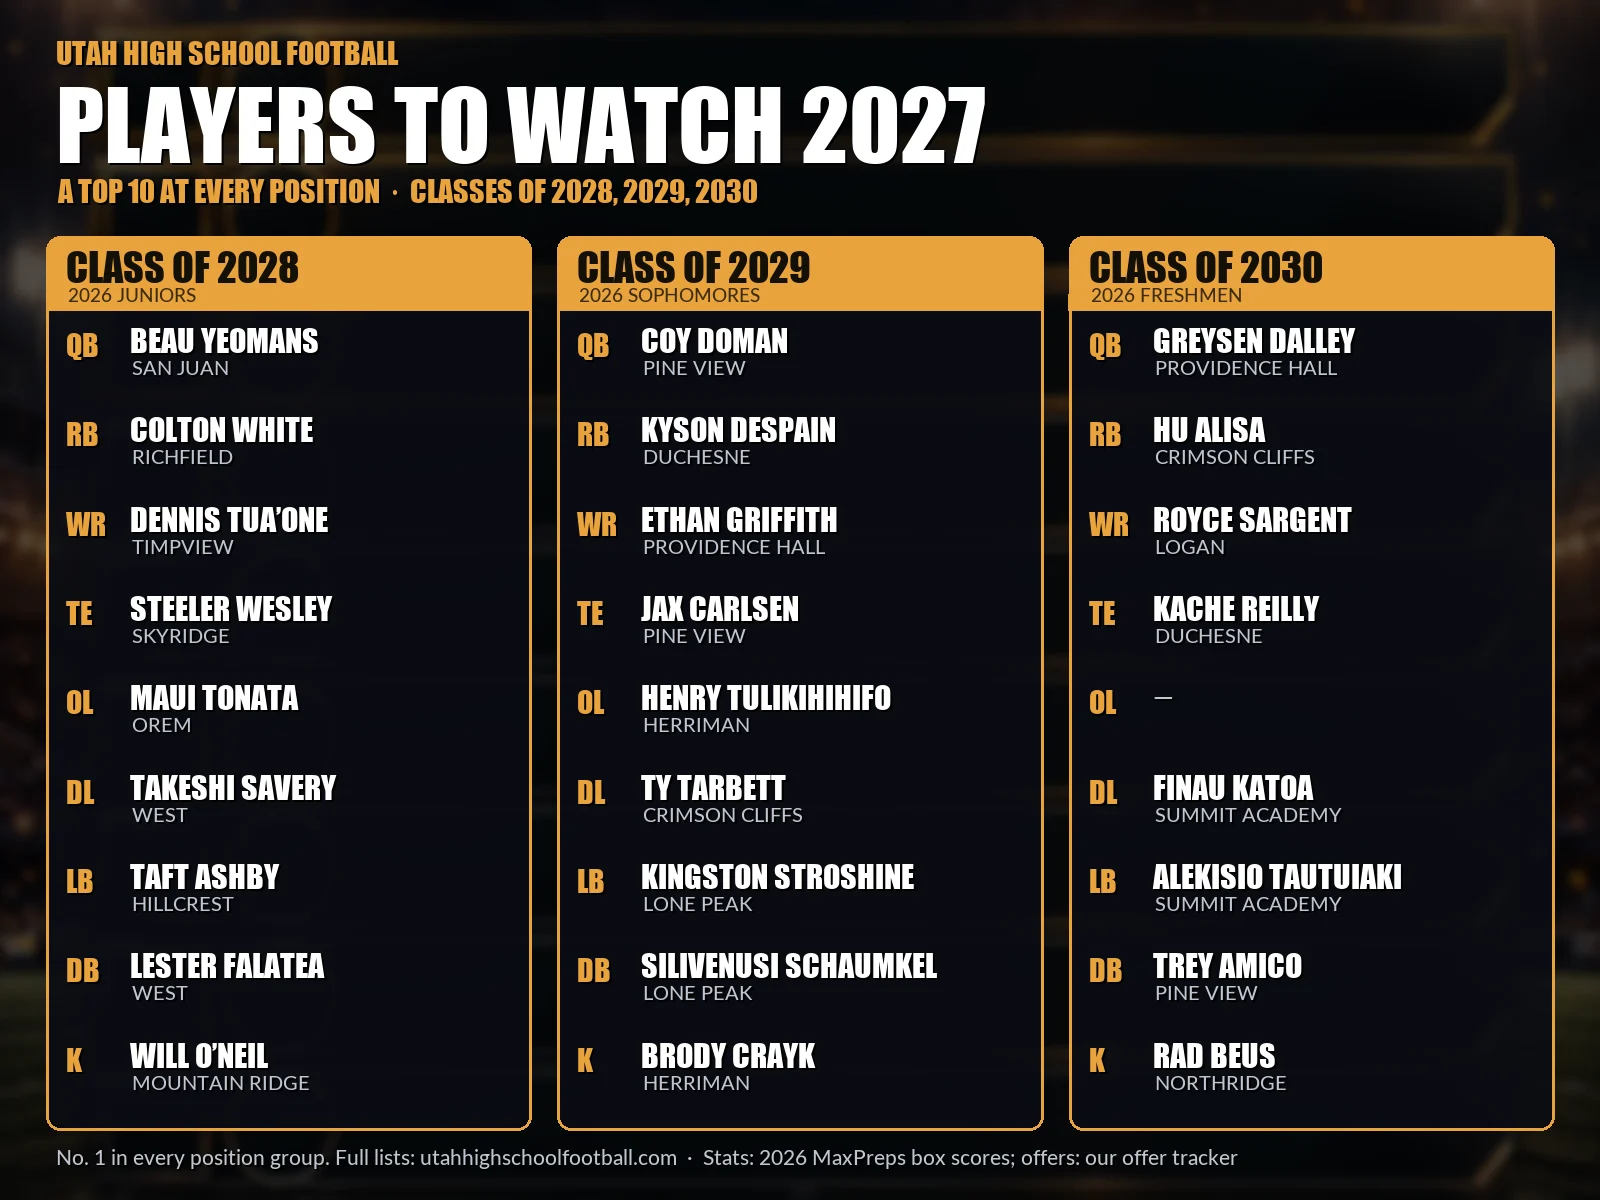 UTAH HIGH SCHOOL FOOTBALL
PLAYERS TO WATCH 2027
A TOP 10 AT EVERY POSITION · CLASSES OF 2028, 2029, 2030
CLASS OF 2028
2026 JUNIORS
QB BEAU YEOMANS
SAN JUAN
RB COLTON WHITE
RICHFIELD
WR DENNIS TUA’ONE
TIMPVIEW
TE STEELER WESLEY
SKYRIDGE
OL MAUI TONATA
OREM
DL TAKESHI SAVERY
WEST
LB TAFT ASHBY
HILLCREST
DB LESTER FALATEA
WEST
K WILL O’NEIL
MOUNTAIN RIDGE
CLASS OF 2029
2026 SOPHOMORES
QB COY DOMAN
PINE VIEW
RB KYSON DESPAIN
DUCHESNE
WR ETHAN GRIFFITH
PROVIDENCE HALL
TE JAX CARLSEN
PINE VIEW
OL HENRY TULIKIHIHIFO
HERRIMAN
DL TY TARBETT
CRIMSON CLIFFS
LB KINGSTON STROSHINE
LONE PEAK
DB SILIVENUSI SCHAUMKEL
LONE PEAK
K BRODY CRAYK
HERRIMAN
CLASS OF 2030
2026 FRESHMEN
QB GREYSEN DALLEY
PROVIDENCE HALL
RB HU ALISA
CRIMSON CLIFFS
WR ROYCE SARGENT
LOGAN
TE KACHE REILLY
DUCHESNE
OL —
DL FINAU KATOA
SUMMIT ACADEMY
LB ALEKISIO TAUTUIAKI
SUMMIT ACADEMY
DB TREY AMICO
PINE VIEW
K RAD BEUS
NORTHRIDGE
No. 1 in every position group. Full lists: utahhighschoolfootball.com · Stats: 2026 MaxPreps box scores; offers: our offer tracker